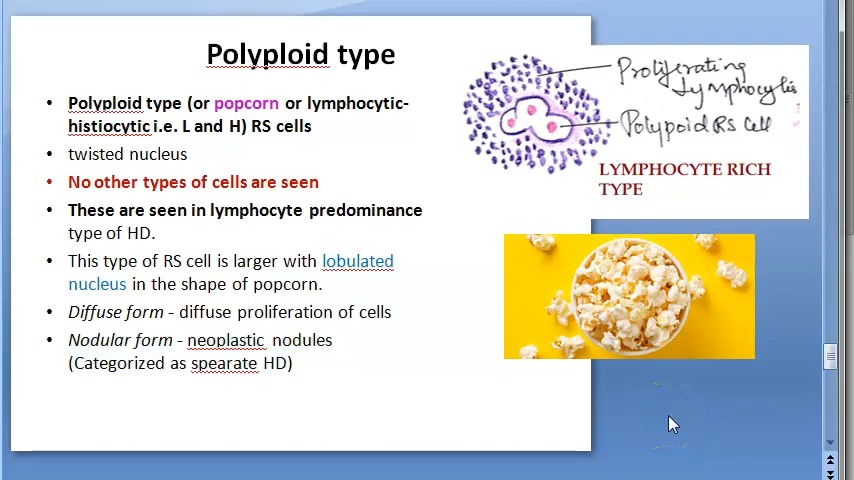 Polyploid type
Polyploid type (or popcorn or lymphocytic-
histiocytic i.e. L and H) RS cells
twisted nucleus
No other types of cells are seen
These are seen in lymphocyte predominance
type of HD.
This type of RS cell is larger with lobulated
nucleus in the shape of popcorn.
Diffuse form - diffuse proliferation of cells
Nodular form - neoplastic nodules
(Categorized as spearate HD)
Proliferating
Lymphocytes
Polypoid RS Cell
LYMPHOCYTE RICH
TYPE